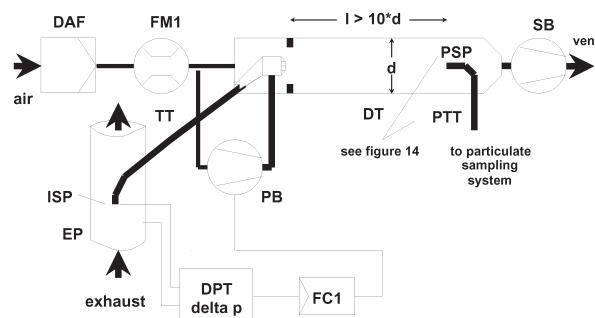 DAF
FM1
l > 10*d
SB
ven
air
d
PSP
TT
DT
PTT
see figure 14
to particulate
sampling
system
ISP
PB
EP
exhaust
DPT
delta p
FC1